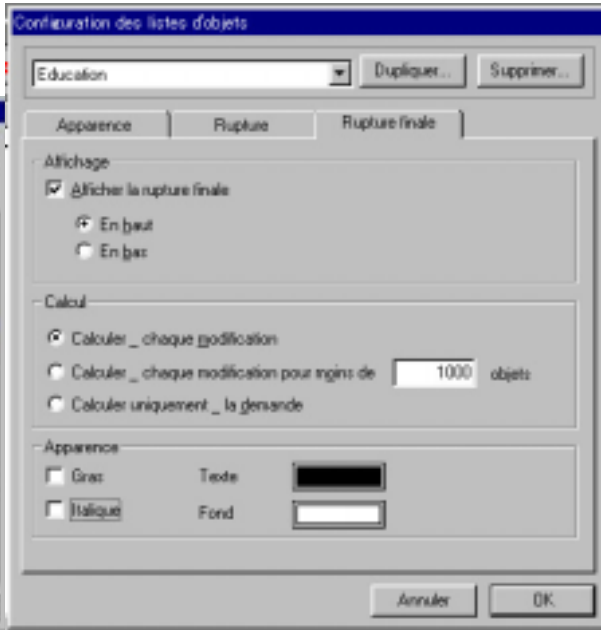 Configuration des listes d'objets
Education Dupliquer... Supprimer...
Apparence Rupture Rupture finale
Affichage
Afficher la rupture finale
En haut
En bas
Calcul
Calculer _ chaque modification
Calculer _ chaque modification pour moins de 1000 objets
Calculer uniquement _ la demande
Apparence
Gras Texte
Italique Fond
Annuler OK